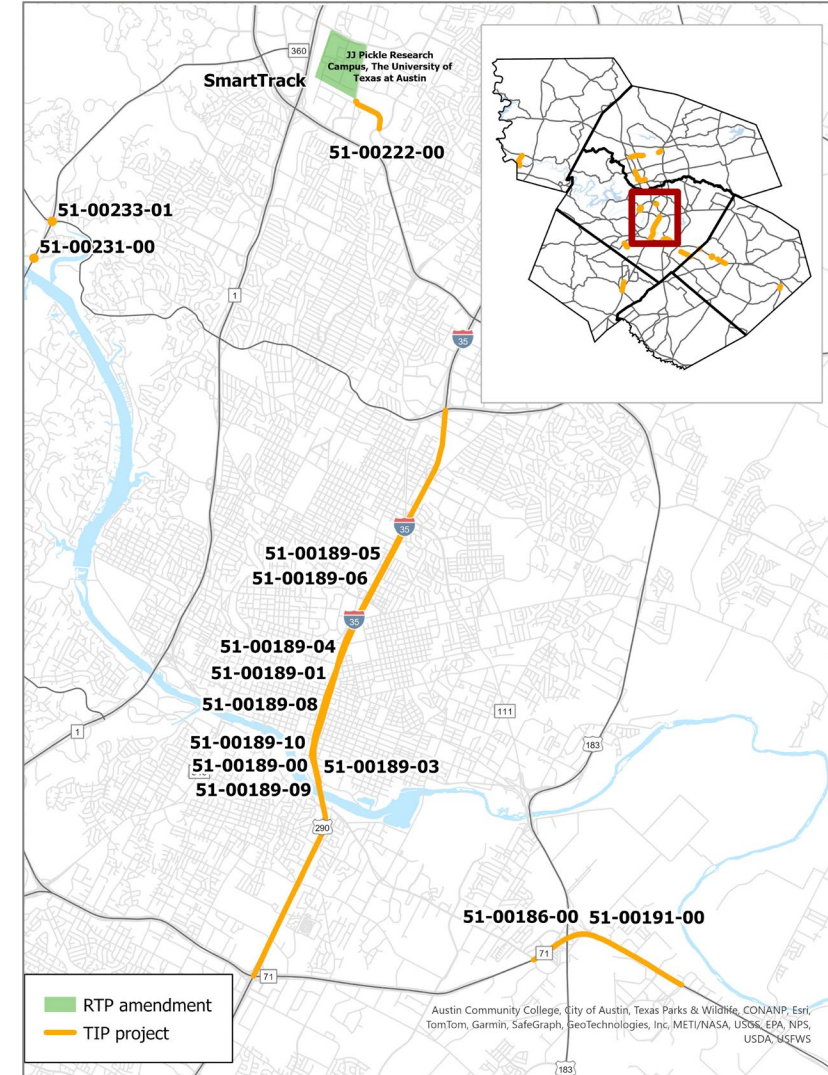 360
JJ Pickle Research
Campus, The University of
Texas at Austin
SmartTrack
51-00222-00
51-00233-01
51-00231-00
1
35
35
51-00189-05
51-00189-06
35
51-00189-04
51-00189-01
51-00189-08
111
1
183
51-00189-10
51-00189-00 51-00189-03
51-00189-09
290
51-00186-00 51-00191-00
71
71
RTP amendment
TIP project
Austin Community College, City of Austin, Texas Parks & Wildlife, CONANP, Esri,
TomTom, Garmin, SafeGraph, GeoTechnologies, Inc, METI/NASA, USGS, EPA, NPS,
USDA, USFWS
183